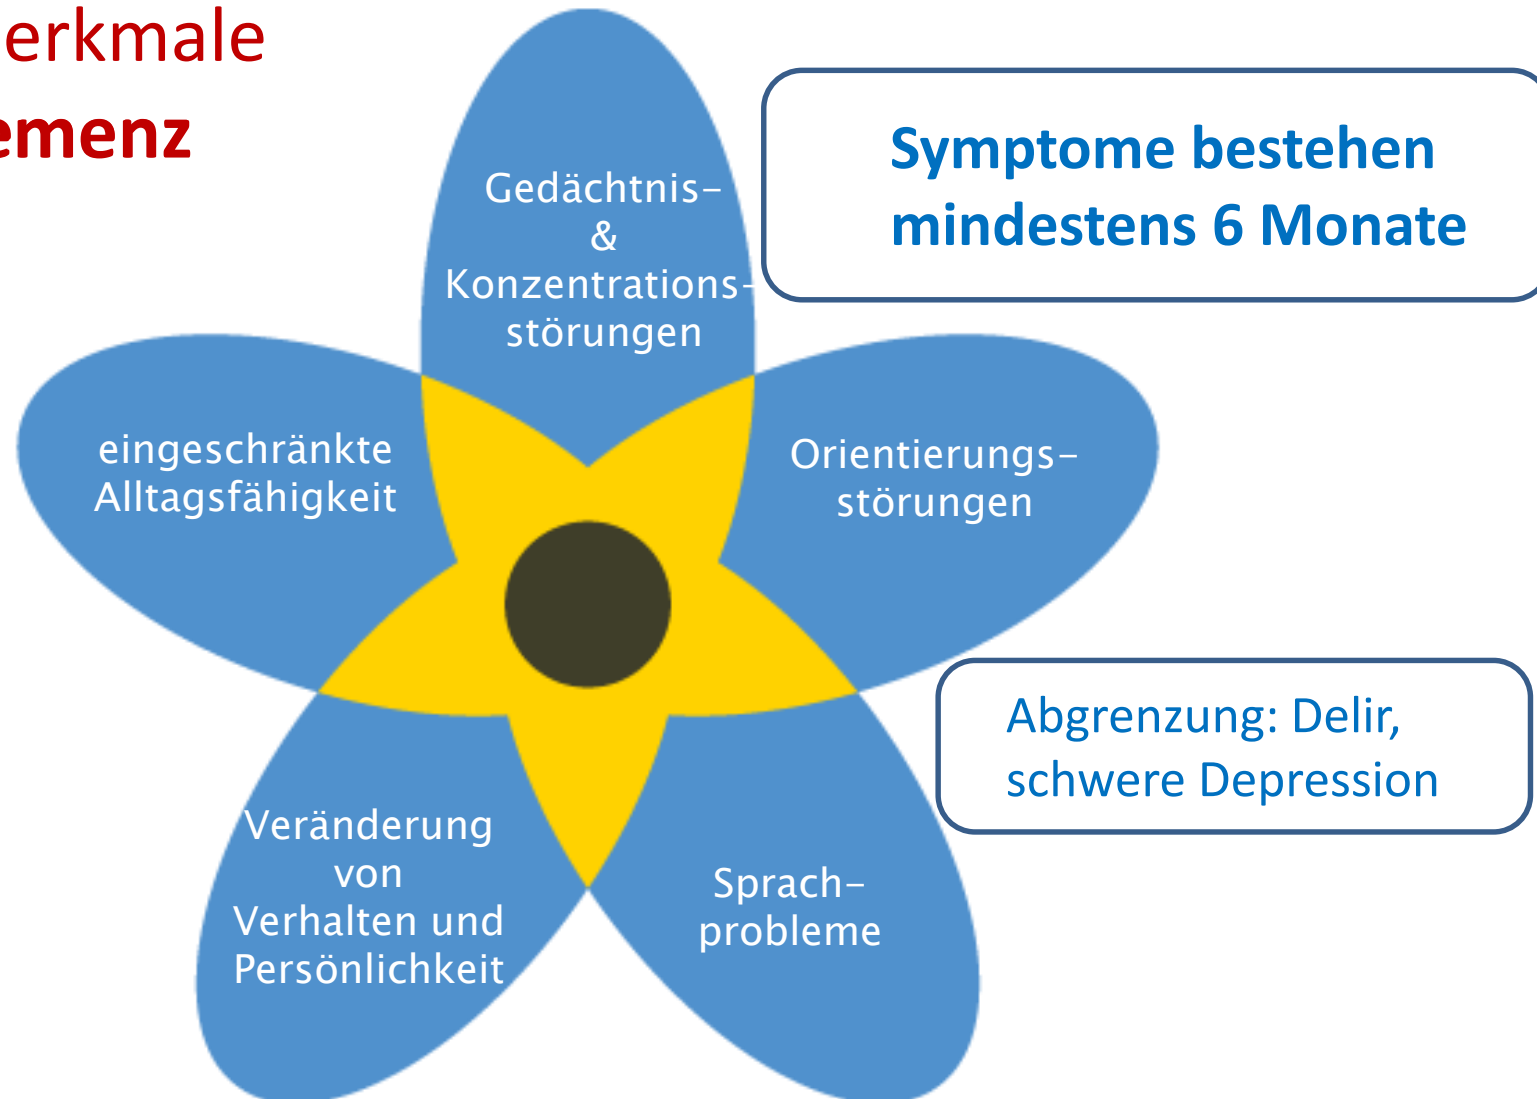 erkmale
emenz
Symptome bestehen
mindestens 6 Monate
Gedächtnis-
&
Konzentrations-
störungen
eingeschränkte
Alltagsfähigkeit
Orientierungs-
störungen
Abgrenzung: Delir,
schwere Depression
Veränderung
von
Verhalten und
Persönlichkeit
Sprach-
probleme